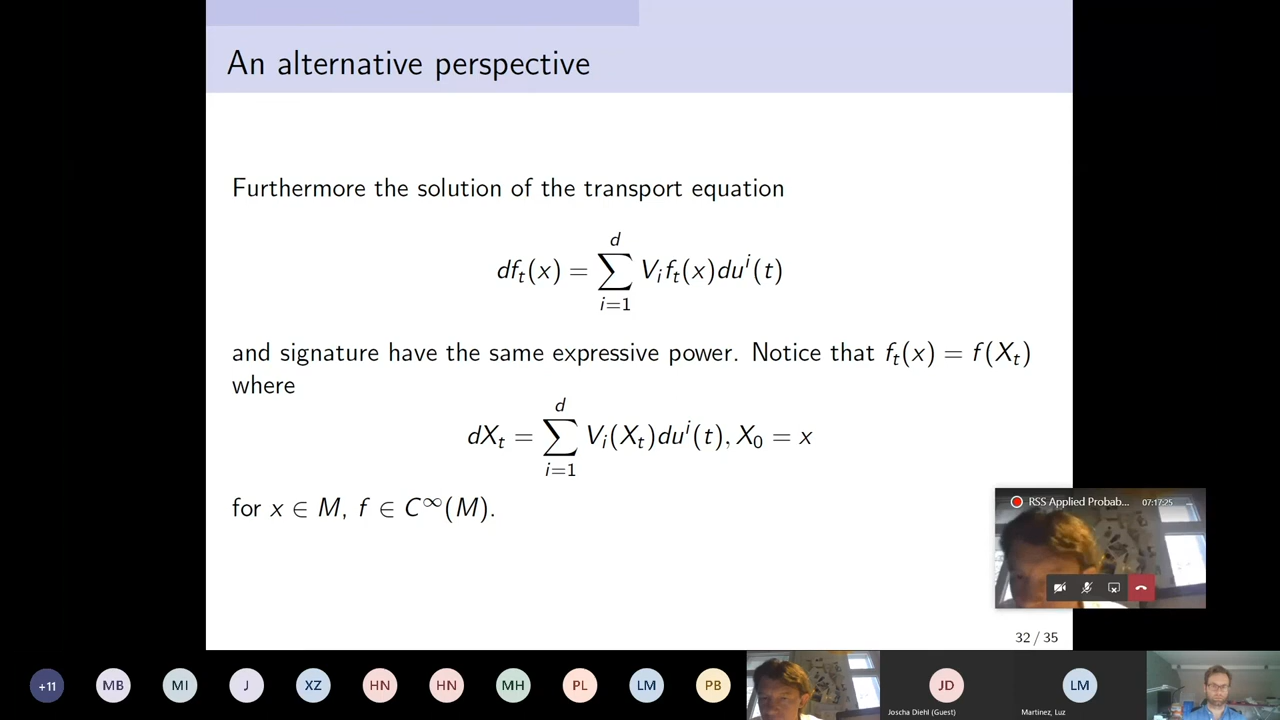 An alternative perspective
Furthermore the solution of the transport equation
df_t(x) = \sum_{i=1}^{d} V_i f_t(x) du^i(t)
and signature have the same expressive power. Notice that f_t(x) = f(X_t)
where
dX_t = \sum_{i=1}^{d} V_i(X_t) du^i(t), X_0 = x
for x ∈ M, f ∈ C^∞(M).
RSS Applied Probab... 07:17:25
32 / 35
+11 MB MI J XZ HN HN MH PL LM PB JD LM
Joscha Diehl (Guest) Martinez, Luz